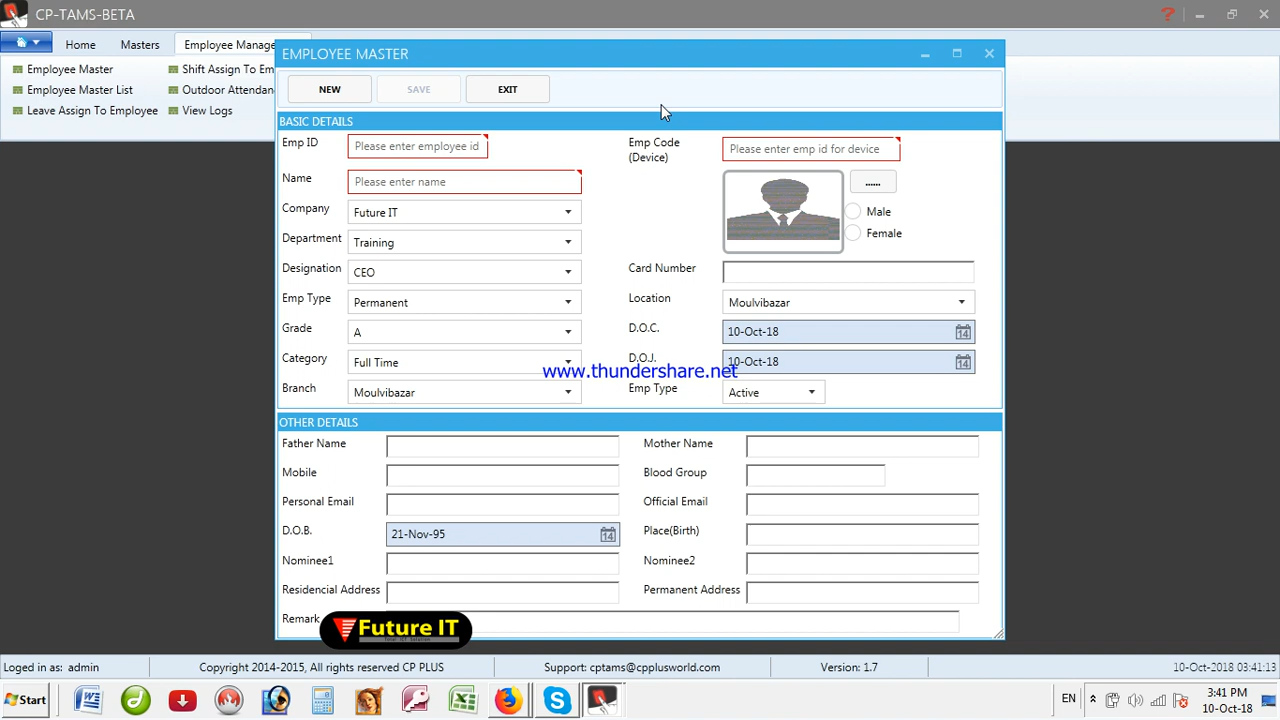 CP-TAMS-BETA
Home Masters Employee Manage
Employee Master Shift Assign To Em
Employee Master List Outdoor Attendan
Leave Assign To Employee View Logs
EMPLOYEE MASTER
NEW SAVE EXIT
BASIC DETAILS
Emp ID Please enter employee id Emp Code (Device) Please enter emp id for device
Name Please enter name ......
Company Future IT Male
Department Training Female
Designation CEO Card Number
Emp Type Permanent Location Moulvibazar
Grade A D.O.C. 10-Oct-18
Category Full Time D.O.J. 10-Oct-18
www.thundershare.net
Branch Moulvibazar Emp Type Active
OTHER DETAILS
Father Name Mother Name
Mobile Blood Group
Personal Email Official Email
D.O.B. 21-Nov-95 Place(Birth)
Nominee1 Nominee2
Residencial Address Permanent Address
Remark
Future IT
Logged in as: admin Copyright 2014-2015, All rights reserved CP PLUS Support: cptams@cpplusworld.com Version: 1.7 10-Oct-2018 03:41:13
Start EN 3:41 PM
10-Oct-18